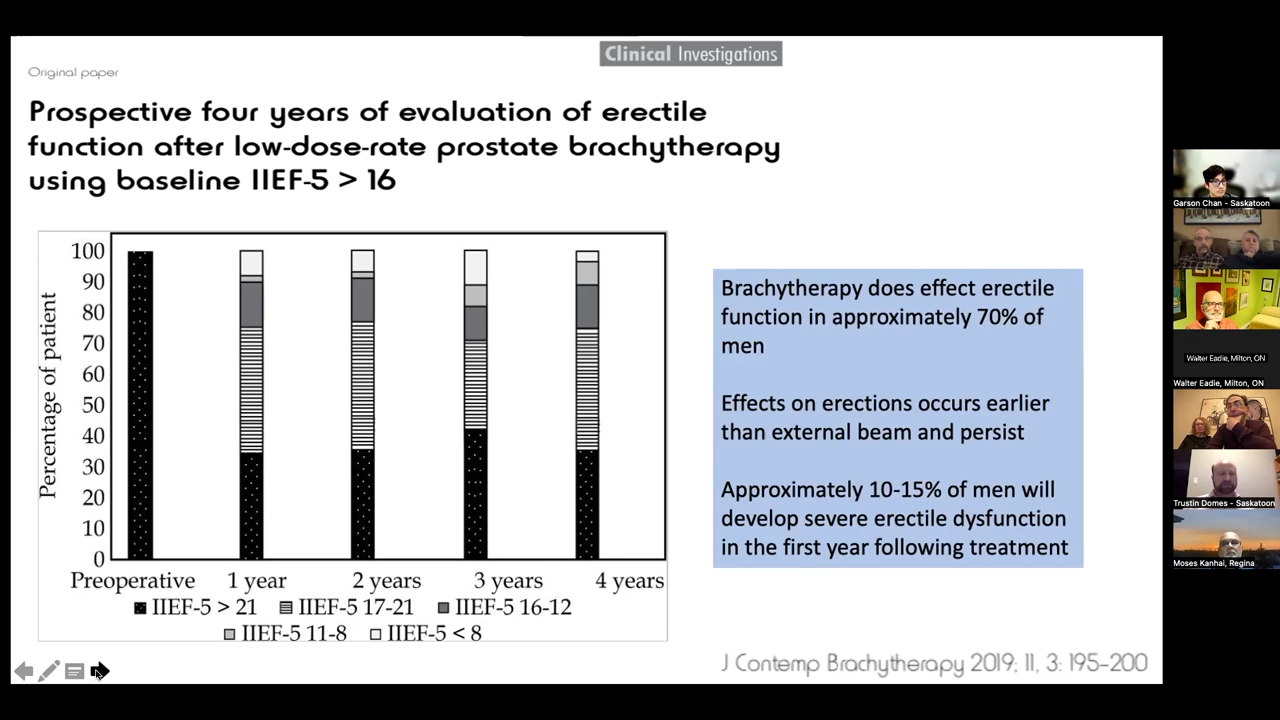 Clinical Investigations
Original paper
Prospective four years of evaluation of erectile
function after low-dose-rate prostate brachytherapy
using baseline IIEF-5 > 16
Percentage of patient
100
90
80
70
60
50
40
30
20
10
0
Preoperative 1 year 2 years 3 years 4 years
IIEF-5 > 21 IIEF-5 17-21 IIEF-5 16-12
IIEF-5 11-8 IIEF-5 < 8
Brachytherapy does effect erectile
function in approximately 70% of
men
Effects on erections occurs earlier
than external beam and persist
Approximately 10-15% of men will
develop severe erectile dysfunction
in the first year following treatment
J Contemp Brachytherapy 2019; 11, 3: 195–200
Garson Chan - Saskatoon
Walter Eadie, Milton, ON
Walter Eadie, Milton, ON
Trustin Domes - Saskatoon
Moses Kanhai, Regina